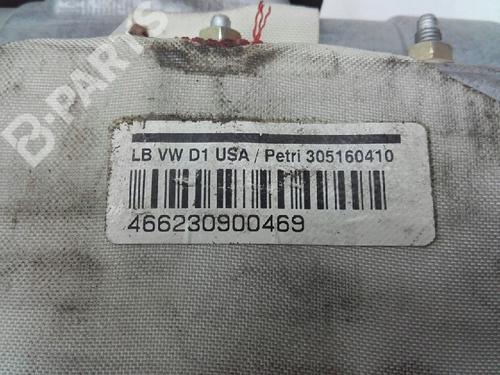 B-PARTS
LB VW D1 USA / Petri 305160410
466230900469